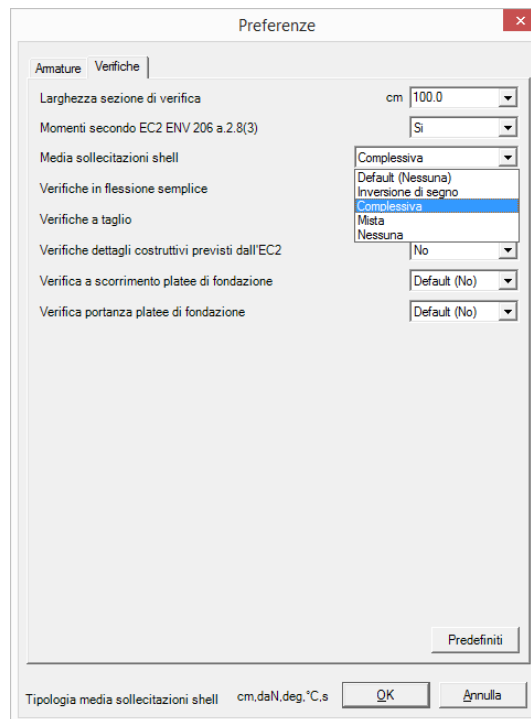 Preferenze
Armature Verifiche
Larghezza sezione di verifica cm 100.0
Momenti secondo EC2 ENV 206 a.2.8(3) Si
Media sollecitazioni shell Complessiva
Default (Nessuna)
Inversione di segno
Verifiche in flessione semplice
Complessiva
Mista
Verifiche a taglio
Nessuna
Verifiche dettagli costruttivi previsti dall'EC2 No
Verifica a scorrimento platee di fondazione Default (No)
Verifica portanza platee di fondazione Default (No)
Predefiniti
Tipologia media sollecitazioni shell cm,daN,deg,°C,s OK Annulla